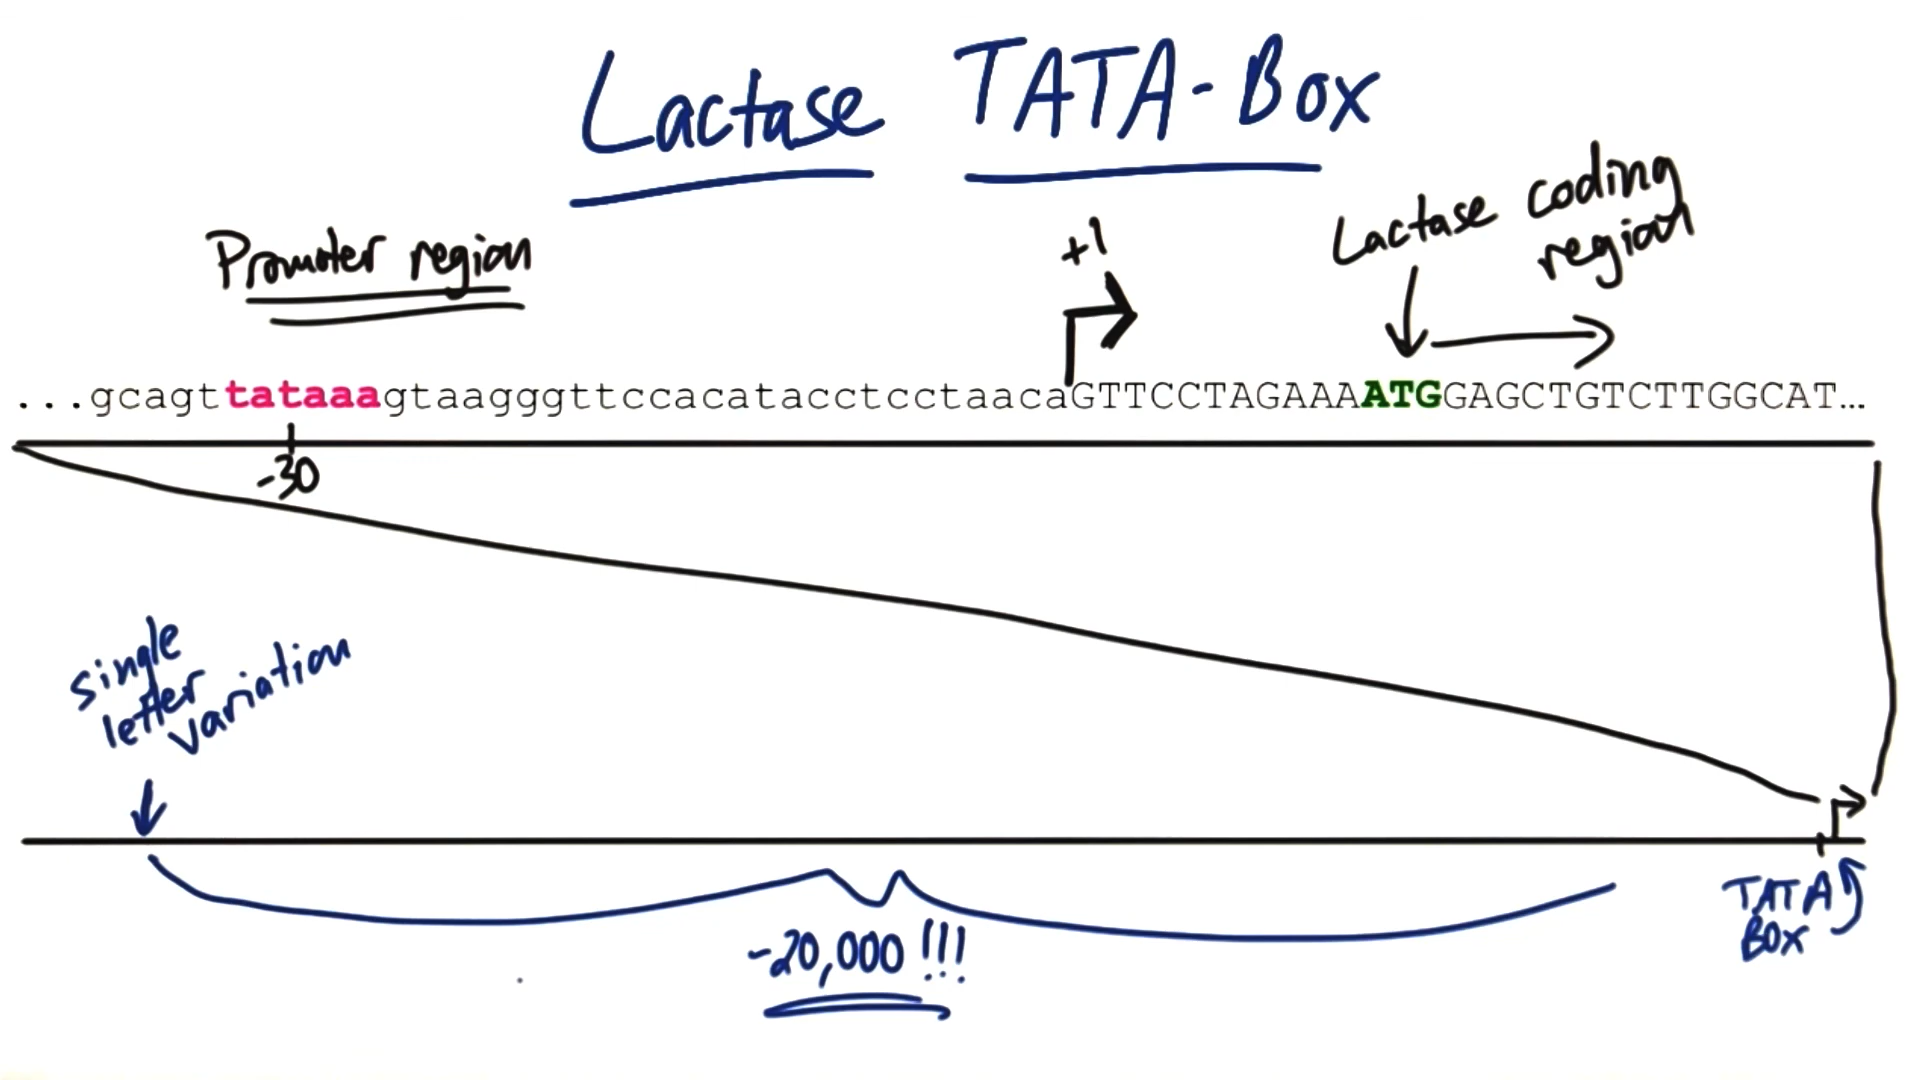 Lactase TATA-Box
Promoter region
+1
Lactase coding
region
...gcagttataaagtaagggttccacatacctcctaacaGTTCCTAGAAAATGGAGCTGTCTTGGCAT...
-30
single
letter
variation
TATA
BOX
-20,000 !!!